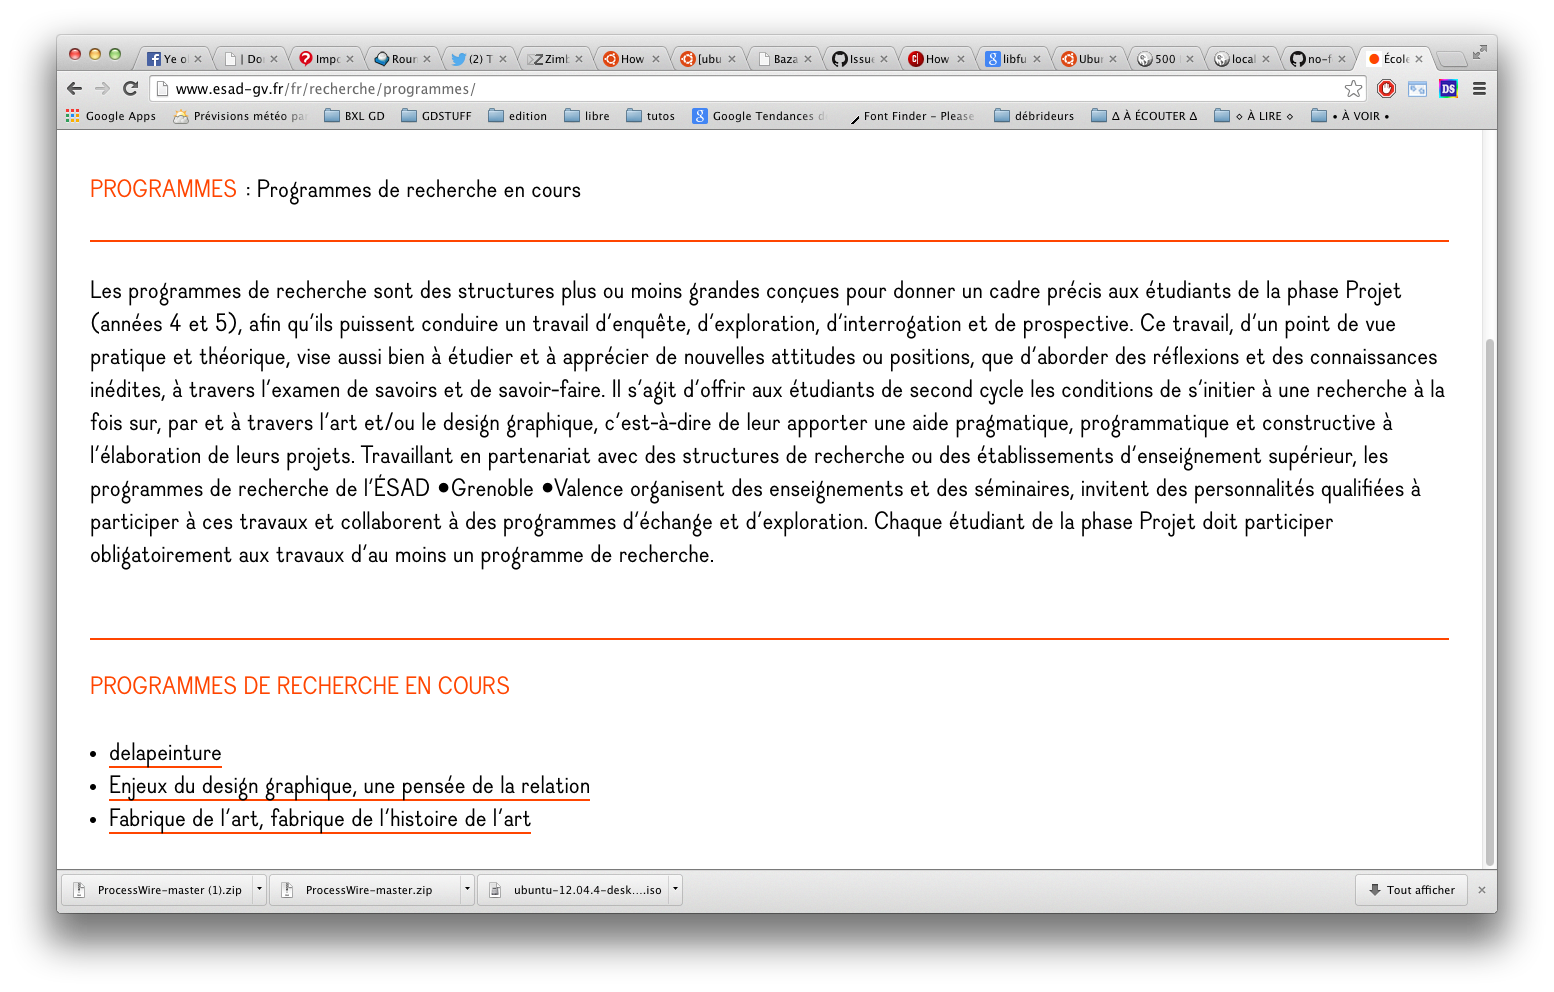 Ye o
| Do
Impo
Roun
(2) T
Zimb
How
[ubu
Baza
Issue
How
libfu
Ubun
500
local
no-f
École
www.esad-gv.fr/fr/recherche/programmes/
Google Apps
Prévisions météo pa
BXL GD
GDSTUFF
edition
libre
tutos
Google Tendances d
Font Finder - Please
débrideurs
∆ À ÉCOUTER ∆
⋄ À LIRE ⋄
• À VOIR •
PROGRAMMES : Programmes de recherche en cours
Les programmes de recherche sont des structures plus ou moins grandes conçues pour donner un cadre précis aux étudiants de la phase Projet
(années 4 et 5), afin qu’ils puissent conduire un travail d’enquête, d’exploration, d’interrogation et de prospective. Ce travail, d’un point de vue
pratique et théorique, vise aussi bien à étudier et à apprécier de nouvelles attitudes ou positions, que d’aborder des réflexions et des connaissances
inédites, à travers l’examen de savoirs et de savoir-faire. Il s’agit d’offrir aux étudiants de second cycle les conditions de s’initier à une recherche à la
fois sur, par et à travers l’art et/ou le design graphique, c’est-à-dire de leur apporter une aide pragmatique, programmatique et constructive à
l’élaboration de leurs projets. Travaillant en partenariat avec des structures de recherche ou des établissements d’enseignement supérieur, les
programmes de recherche de l’ÉSAD •Grenoble •Valence organisent des enseignements et des séminaires, invitent des personnalités qualifiées à
participer à ces travaux et collaborent à des programmes d’échange et d’exploration. Chaque étudiant de la phase Projet doit participer
obligatoirement aux travaux d’au moins un programme de recherche.
PROGRAMMES DE RECHERCHE EN COURS
• delapeinture
• Enjeux du design graphique, une pensée de la relation
• Fabrique de l’art, fabrique de l’histoire de l’art
ProcessWire-master (1).zip
ProcessWire-master.zip
ubuntu-12.04.4-desk....iso
Tout afficher